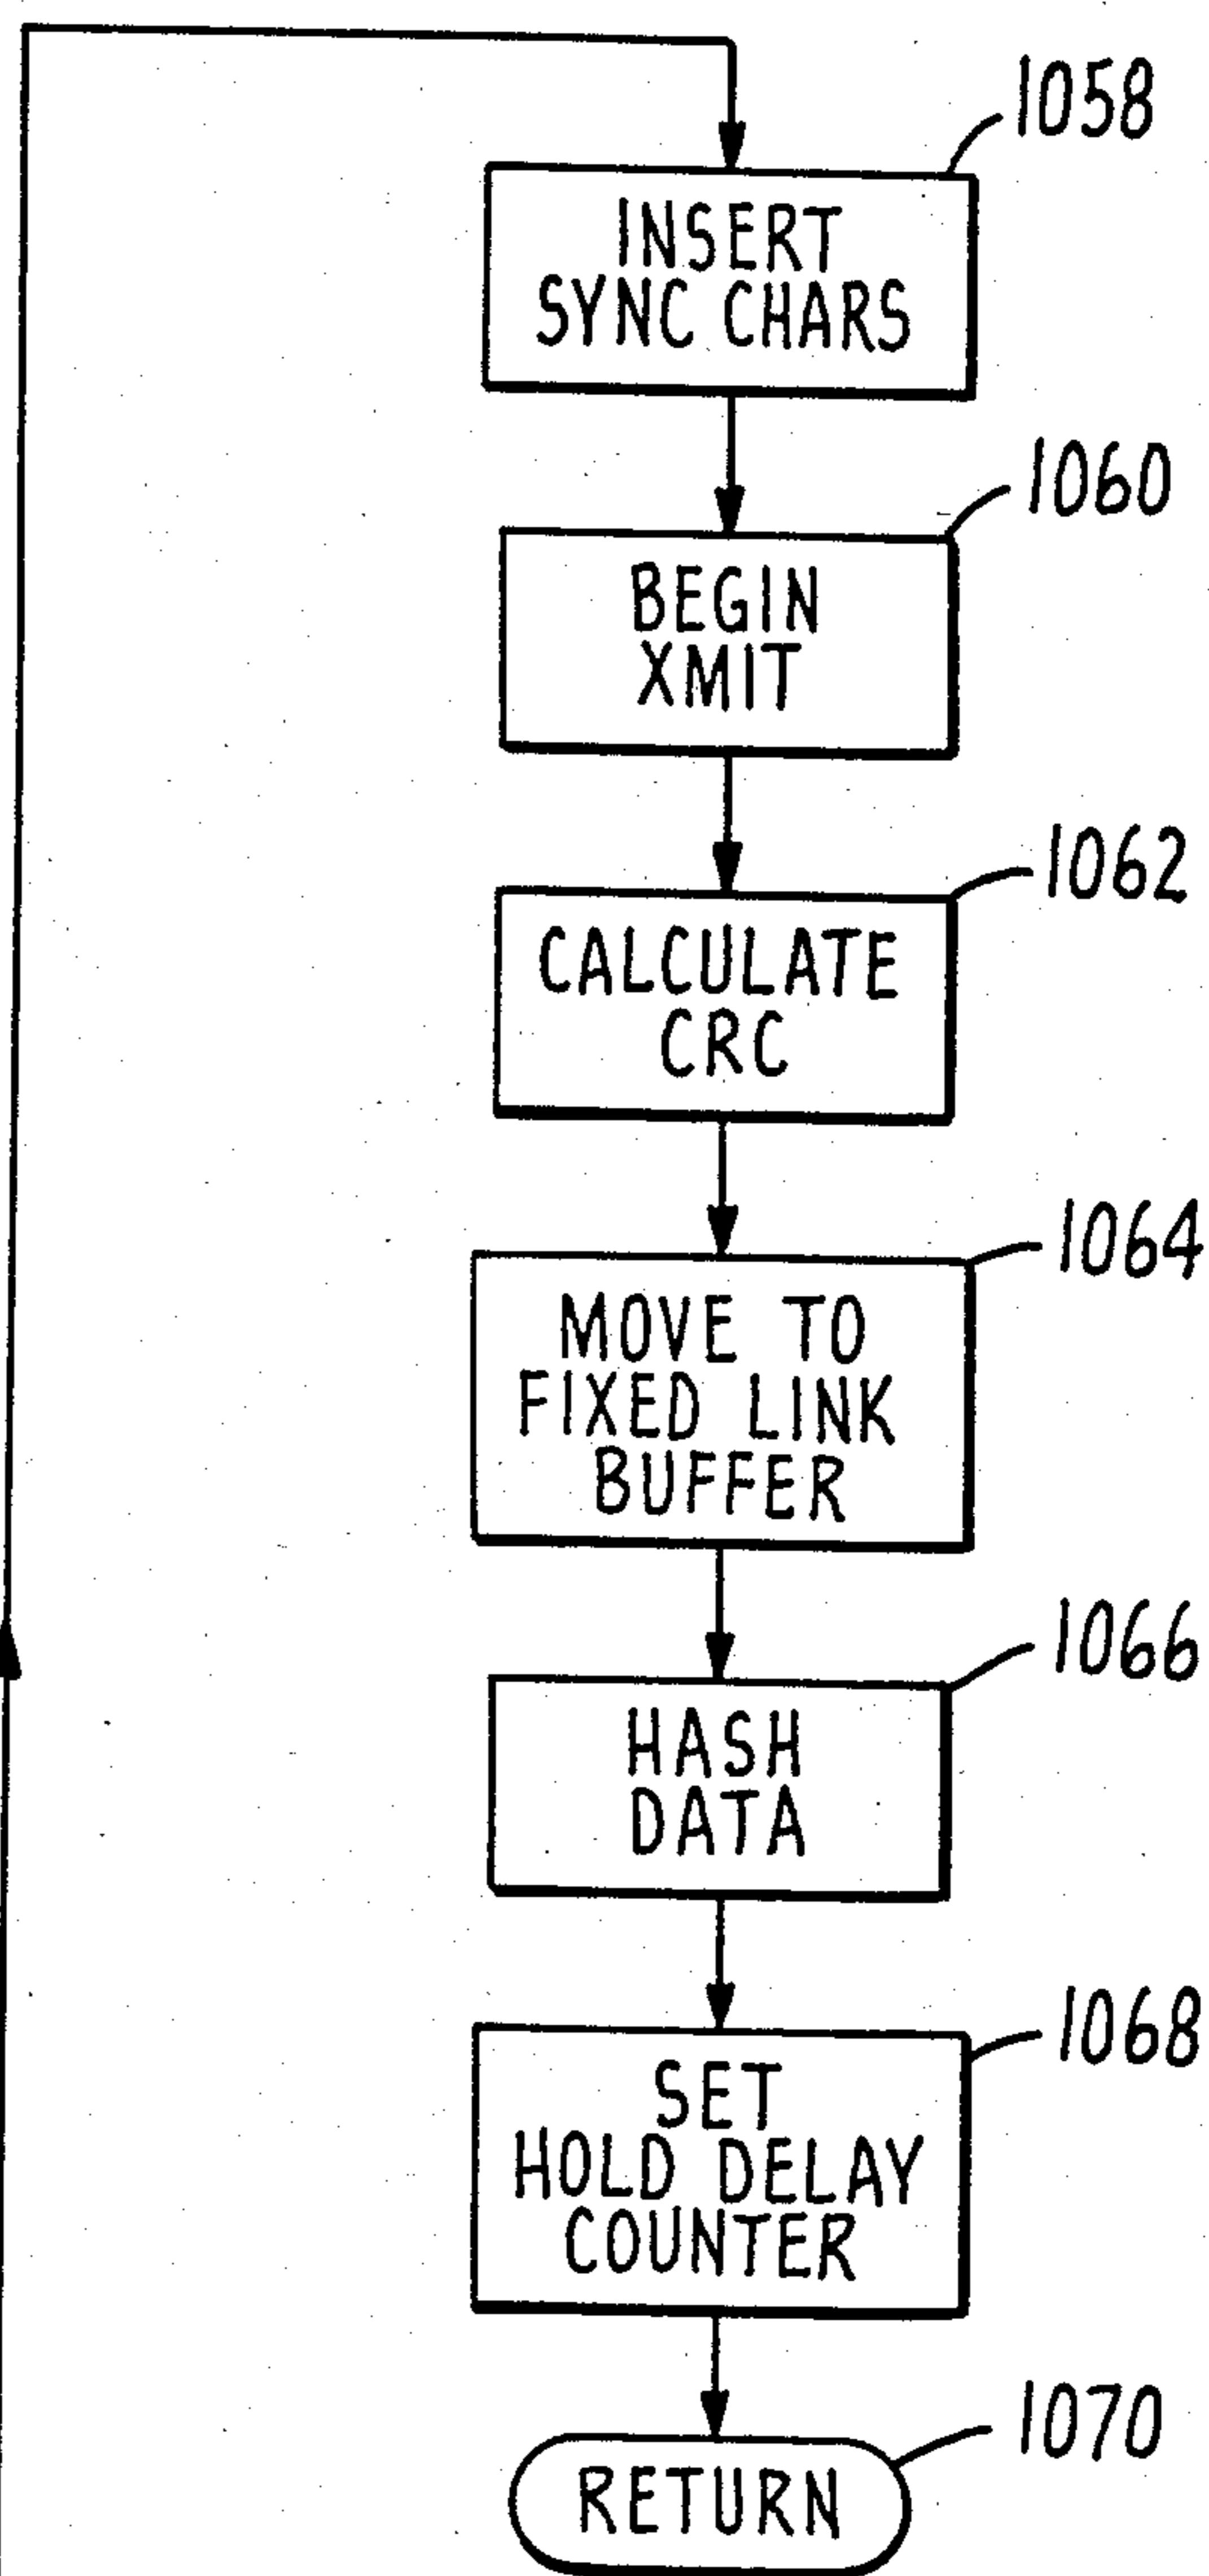 1058
INSERT
SYNC CHARS
1060
BEGIN
XMIT
1062
CALCULATE
CRC
1064
MOVE TO
FIXED LINK
BUFFER
1066
HASH
DATA
1068
SET
HOLD DELAY
COUNTER
1070
RETURN